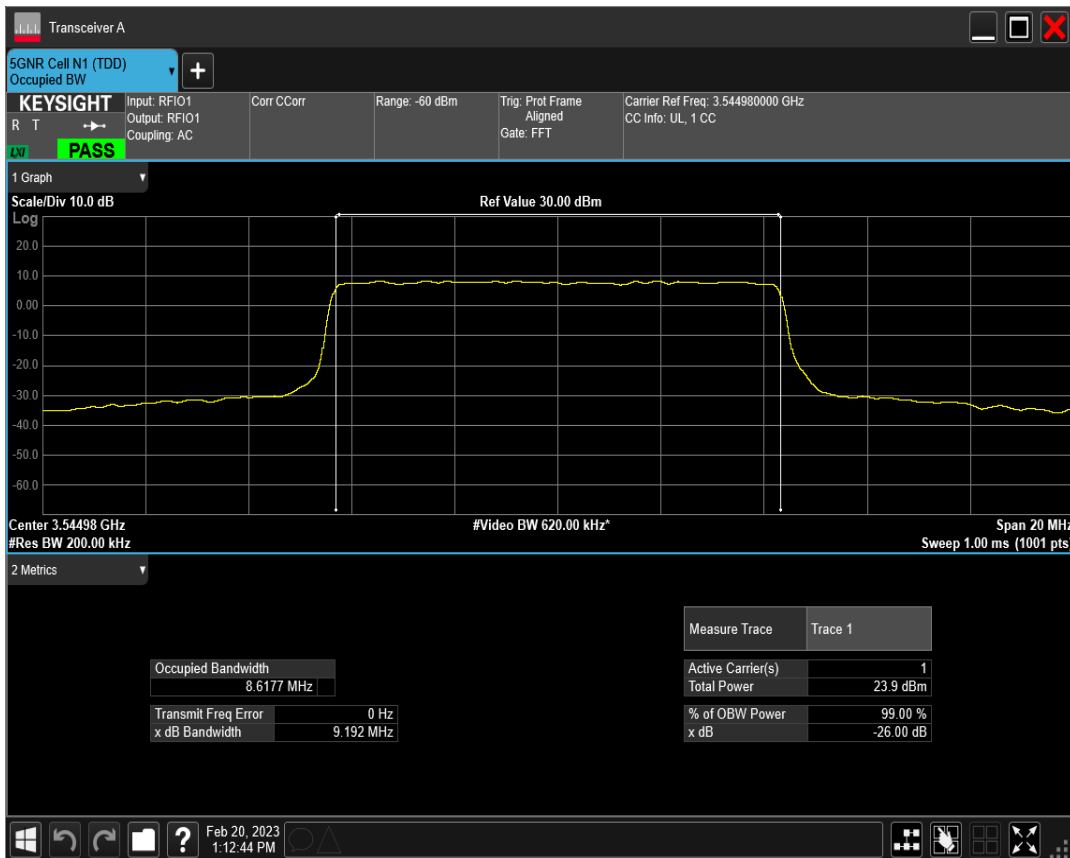 Transceiver A
5GNR Cell N1 (TDD)
Occupied BW
KEYSIGHT
R T
LXI
PASS
Input: RFIO1
Output: RFIO1
Coupling: AC
Corr CCorr
Range: -60 dBm
Trig: Prot Frame
Aligned
Gate: FFT
Carrier Ref Freq: 3.544980000 GHz
CC Info: UL, 1 CC
1 Graph
Scale/Div 10.0 dB
Ref Value 30.00 dBm
Log
20.0
10.0
0.00
-10.0
-20.0
-30.0
-40.0
-50.0
-60.0
Center 3.54498 GHz
#Video BW 620.00 kHz*
Span 20 MHz
#Res BW 200.00 kHz
Sweep 1.00 ms (1001 pts)
2 Metrics
Measure Trace Trace 1
Occupied Bandwidth
8.6177 MHz
Active Carrier(s) 1
Total Power 23.9 dBm
Transmit Freq Error 0 Hz
x dB Bandwidth 9.192 MHz
% of OBW Power 99.00 %
x dB -26.00 dB
?
Feb 20, 2023
1:12:44 PM